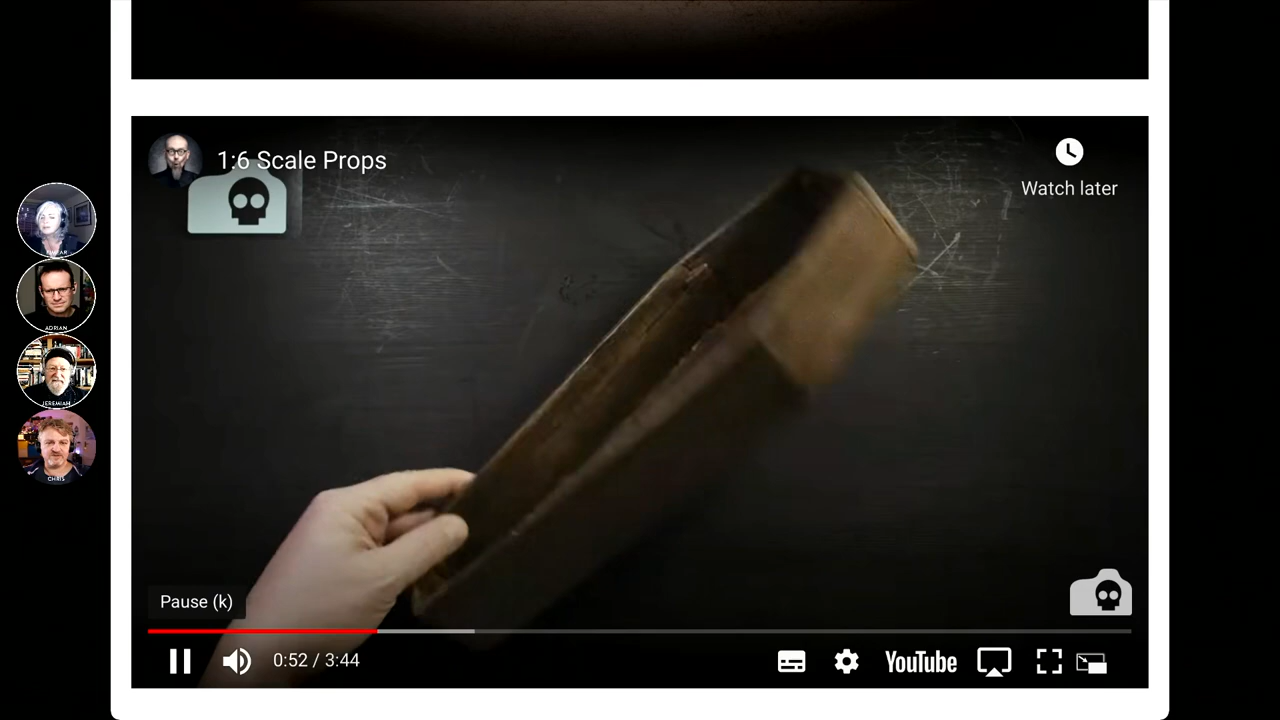 1:6 Scale Props
Watch later
ADRIAN
JEREMIAH
CHRIS
Pause (k)
0:52 / 3:44
YouTube